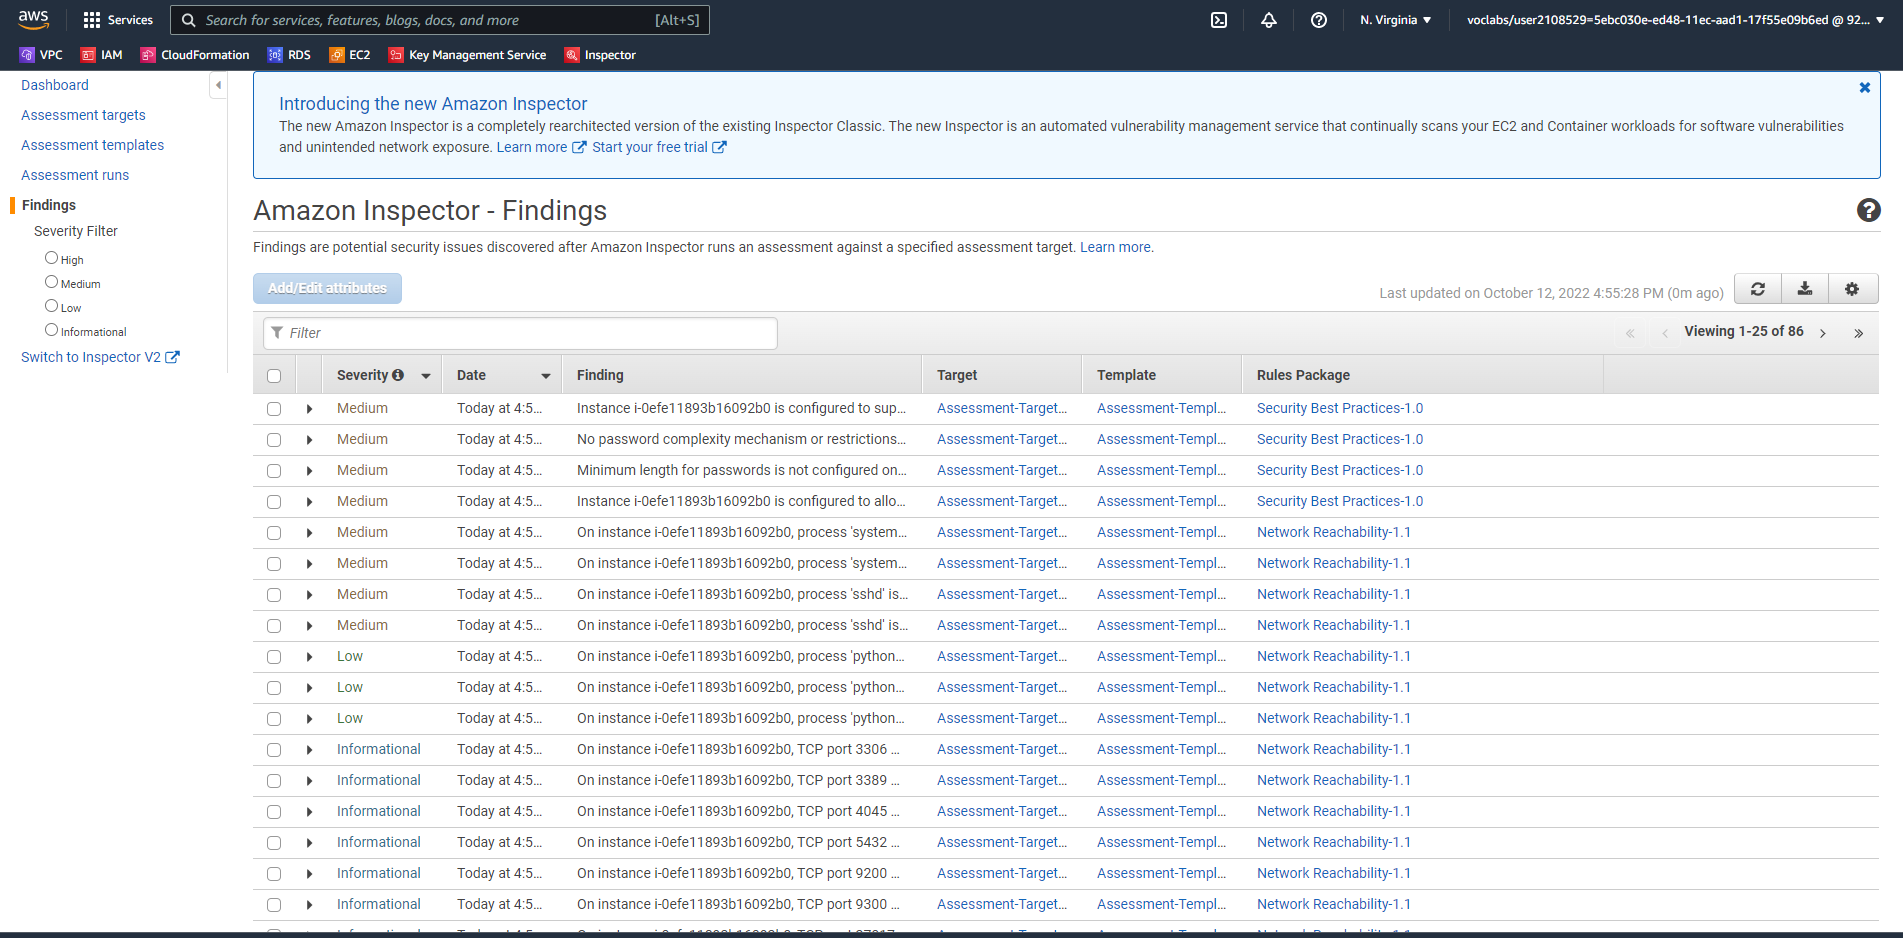 aws
Services
Search for services, features, blogs, docs, and more [Alt+S]
N. Virginia ▼
voclabs/user2108529=5ebc030e-ed48-11ec-aad1-17f55e09b6ed @ 92... ▼
VPC IAM CloudFormation RDS EC2 Key Management Service Inspector
Dashboard
Assessment targets
Assessment templates
Assessment runs
Findings
Severity Filter
High
Medium
Low
Informational
Switch to Inspector V2
Introducing the new Amazon Inspector
The new Amazon Inspector is a completely rearchitected version of the existing Inspector Classic. The new Inspector is an automated vulnerability management service that continually scans your EC2 and Container workloads for software vulnerabilities
and unintended network exposure. Learn more Start your free trial
Amazon Inspector - Findings
Findings are potential security issues discovered after Amazon Inspector runs an assessment against a specified assessment target. Learn more.
Add/Edit attributes
Last updated on October 12, 2022 4:55:28 PM (0m ago)
Filter
« ‹ Viewing 1-25 of 86 › »
Severity Date Finding Target Template Rules Package
Medium Today at 4:5... Instance i-0efe11893b16092b0 is configured to sup... Assessment-Target... Assessment-Templ... Security Best Practices-1.0
Medium Today at 4:5... No password complexity mechanism or restrictions... Assessment-Target... Assessment-Templ... Security Best Practices-1.0
Medium Today at 4:5... Minimum length for passwords is not configured on... Assessment-Target... Assessment-Templ... Security Best Practices-1.0
Medium Today at 4:5... Instance i-0efe11893b16092b0 is configured to allo... Assessment-Target... Assessment-Templ... Security Best Practices-1.0
Medium Today at 4:5... On instance i-0efe11893b16092b0, process 'system... Assessment-Target... Assessment-Templ... Network Reachability-1.1
Medium Today at 4:5... On instance i-0efe11893b16092b0, process 'system... Assessment-Target... Assessment-Templ... Network Reachability-1.1
Medium Today at 4:5... On instance i-0efe11893b16092b0, process 'sshd' is... Assessment-Target... Assessment-Templ... Network Reachability-1.1
Medium Today at 4:5... On instance i-0efe11893b16092b0, process 'sshd' is... Assessment-Target... Assessment-Templ... Network Reachability-1.1
Low Today at 4:5... On instance i-0efe11893b16092b0, process 'python... Assessment-Target... Assessment-Templ... Network Reachability-1.1
Low Today at 4:5... On instance i-0efe11893b16092b0, process 'python... Assessment-Target... Assessment-Templ... Network Reachability-1.1
Low Today at 4:5... On instance i-0efe11893b16092b0, process 'python... Assessment-Target... Assessment-Templ... Network Reachability-1.1
Informational Today at 4:5... On instance i-0efe11893b16092b0, TCP port 3306 ... Assessment-Target... Assessment-Templ... Network Reachability-1.1
Informational Today at 4:5... On instance i-0efe11893b16092b0, TCP port 3389 ... Assessment-Target... Assessment-Templ... Network Reachability-1.1
Informational Today at 4:5... On instance i-0efe11893b16092b0, TCP port 4045 ... Assessment-Target... Assessment-Templ... Network Reachability-1.1
Informational Today at 4:5... On instance i-0efe11893b16092b0, TCP port 5432 ... Assessment-Target... Assessment-Templ... Network Reachability-1.1
Informational Today at 4:5... On instance i-0efe11893b16092b0, TCP port 9200 ... Assessment-Target... Assessment-Templ... Network Reachability-1.1
Informational Today at 4:5... On instance i-0efe11893b16092b0, TCP port 9300 ... Assessment-Target... Assessment-Templ... Network Reachability-1.1